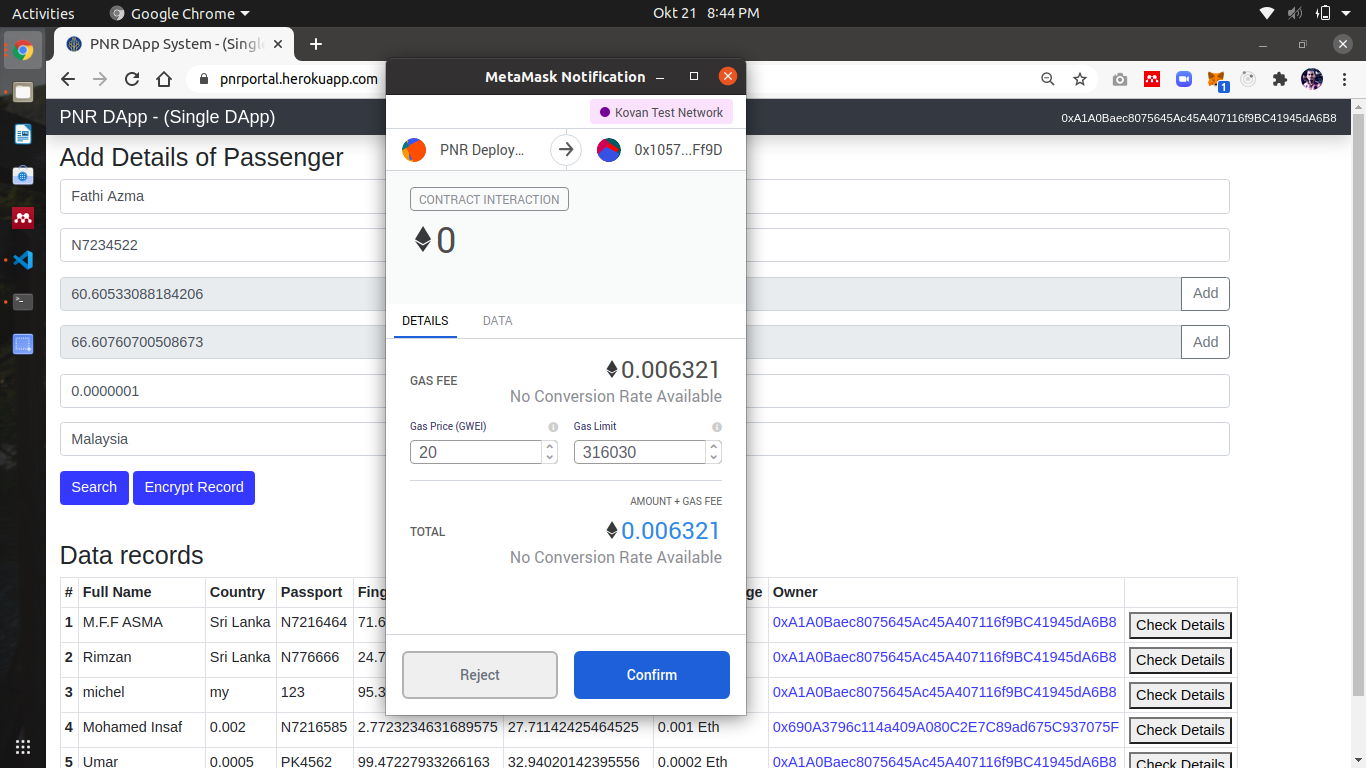 Activities Google Chrome Okt 21 8:44 PM
PNR DApp System - (Singl
pnrportal.herokuapp.com
1
PNR DApp - (Single DApp) 0xA1A0Baec8075645Ac45A407116f9BC41945dA6B8
Add Details of Passenger
Fathi Azma
N7234522
60.60533088184206 Add
66.60760700508673 Add
0.0000001
Malaysia
Search Encrypt Record
MetaMask Notification
Kovan Test Network
PNR Deploy... 0x1057...Ff9D
CONTRACT INTERACTION
0
DETAILS DATA
GAS FEE 0.006321
No Conversion Rate Available
Gas Price (GWEI) Gas Limit
20 316030
AMOUNT + GAS FEE
TOTAL 0.006321
No Conversion Rate Available
Reject Confirm
Data records
# Full Name Country Passport Fing ge Owner
1 M.F.F ASMA Sri Lanka N7216464 71.6 0xA1A0Baec8075645Ac45A407116f9BC41945dA6B8 Check Details
2 Rimzan Sri Lanka N776666 24.7 0xA1A0Baec8075645Ac45A407116f9BC41945dA6B8 Check Details
3 michel my 123 95.3 0xA1A0Baec8075645Ac45A407116f9BC41945dA6B8 Check Details
4 Mohamed Insaf 0.002 N7216585 2.7723234631689575 27.71142425464525 0.001 Eth 0x690A3796c114a409A080C2E7C89ad675C937075F Check Details
5 Umar 0.0005 PK4562 99.47227933266163 32.94020142395556 0.0002 Eth 0xA1A0Baec8075645Ac45A407116f9BC41945dA6B8 Check Details